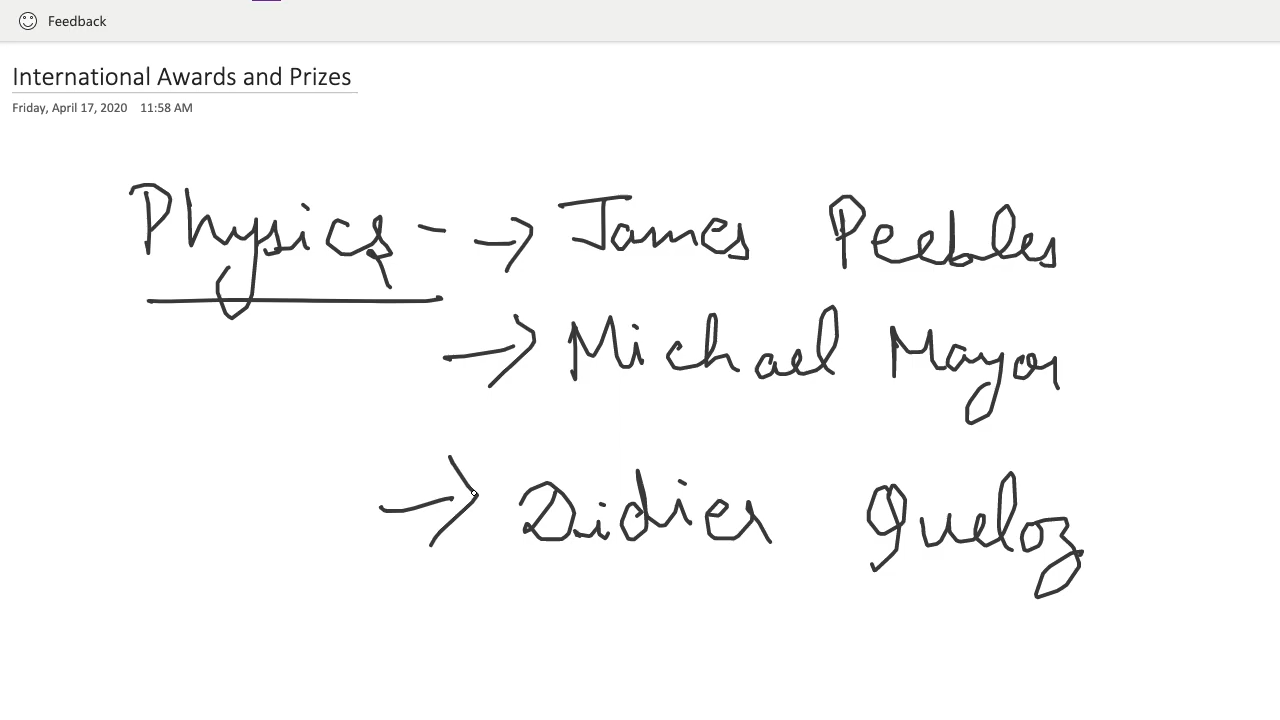 Feedback
International Awards and Prizes
Friday, April 17, 2020 11:58 AM
Physics - → James Peebles
→ Michael Mayor
→ Didier Queloz